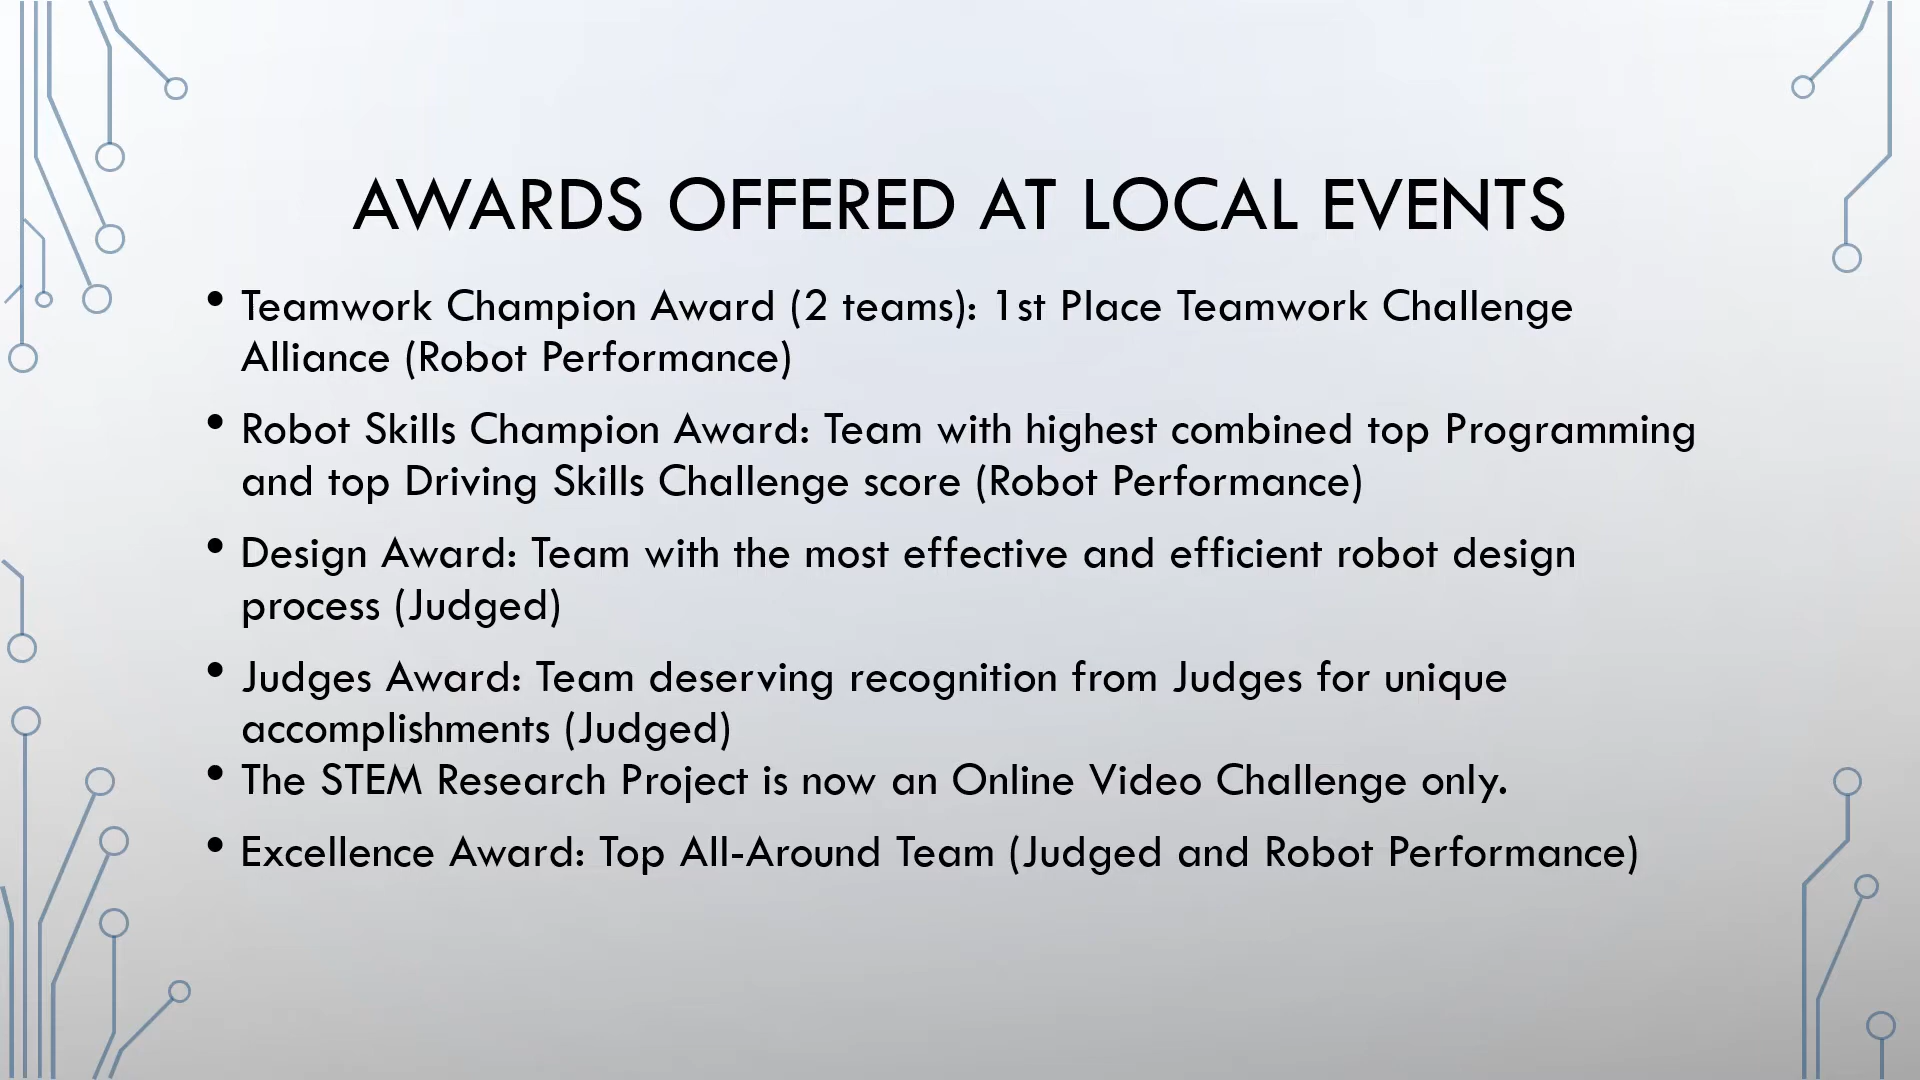 AWARDS OFFERED AT LOCAL EVENTS
• Teamwork Champion Award (2 teams): 1st Place Teamwork Challenge
Alliance (Robot Performance)
• Robot Skills Champion Award: Team with highest combined top Programming
and top Driving Skills Challenge score (Robot Performance)
• Design Award: Team with the most effective and efficient robot design
process (Judged)
• Judges Award: Team deserving recognition from Judges for unique
accomplishments (Judged)
• The STEM Research Project is now an Online Video Challenge only.
• Excellence Award: Top All-Around Team (Judged and Robot Performance)